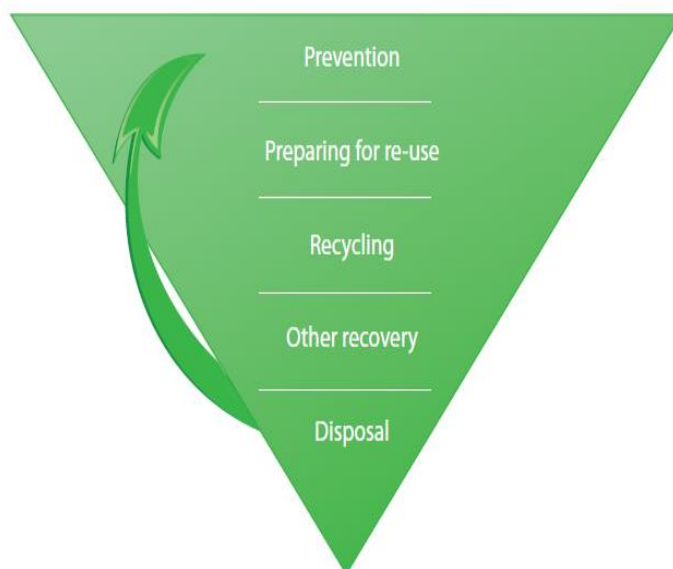 Prevention
Preparing for re-use
Recycling
Other recovery
Disposal